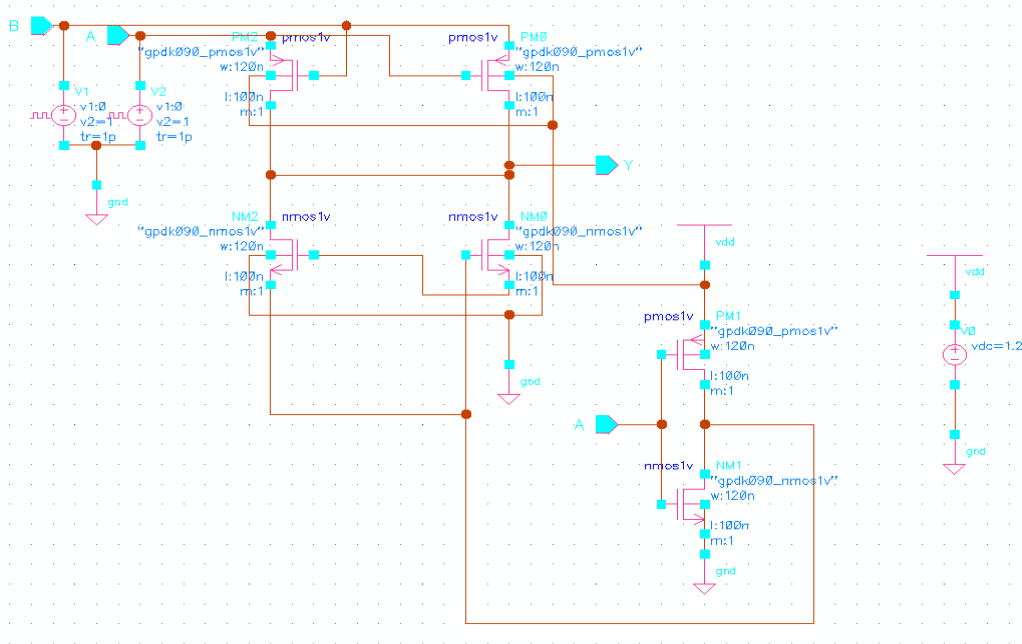 B
A
PM2
pmos1v
"gpdk090_pmos1v"
w:120n
l:100n
m:1
pmos1v
PM0
"gpdk090_pmos1v"
w:120n
l:100n
m:1
V1
v1:0
v2=1
tr=1p
V2
v1:0
v2=1
tr=1p
gnd
Y
NM2
nmos1v
"gpdk090_nmos1v"
w:120n
l:100n
m:1
nmos1v
NM0
"gpdk090_nmos1v"
w:120n
l:100n
m:1
gnd
vdd
pmos1v
PM1
"gpdk090_pmos1v"
w:120n
l:100n
m:1
A
nmos1v
NM1
"gpdk090_nmos1v"
w:120n
l:100n
m:1
gnd
vdd
V0
vdc=1.2
gnd